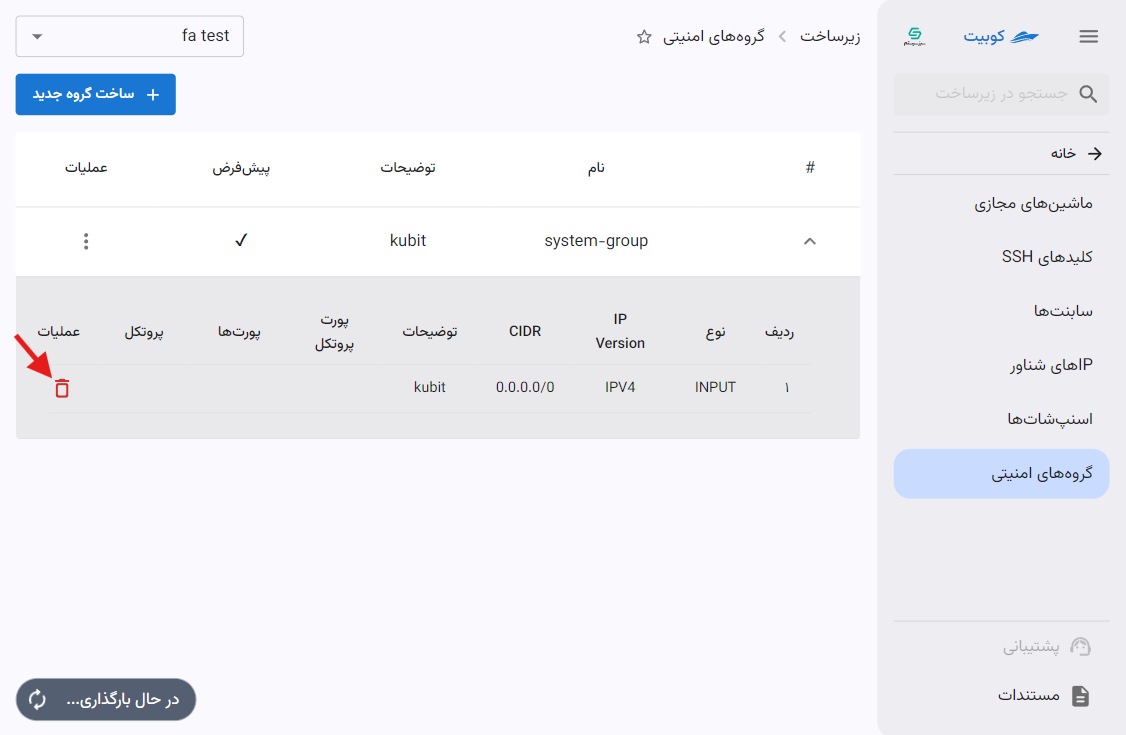 کوبیت
جستجو در زیرساخت
خانه
ماشین‌های مجازی
کلیدهای SSH
سابنت‌ها
IPهای شناور
اسنپ‌شات‌ها
گروه‌های امنیتی
پشتیبانی
مستندات
زیرساخت
گروه‌های امنیتی
fa test
ساخت گروه جدید
# نام توضیحات پیش‌فرض عملیات
system-group kubit ✓
ردیف نوع IP Version CIDR توضیحات پورت پروتکل پورت‌ها پروتکل عملیات
۱ INPUT IPV4 0.0.0.0/0 kubit
در حال بارگذاری...